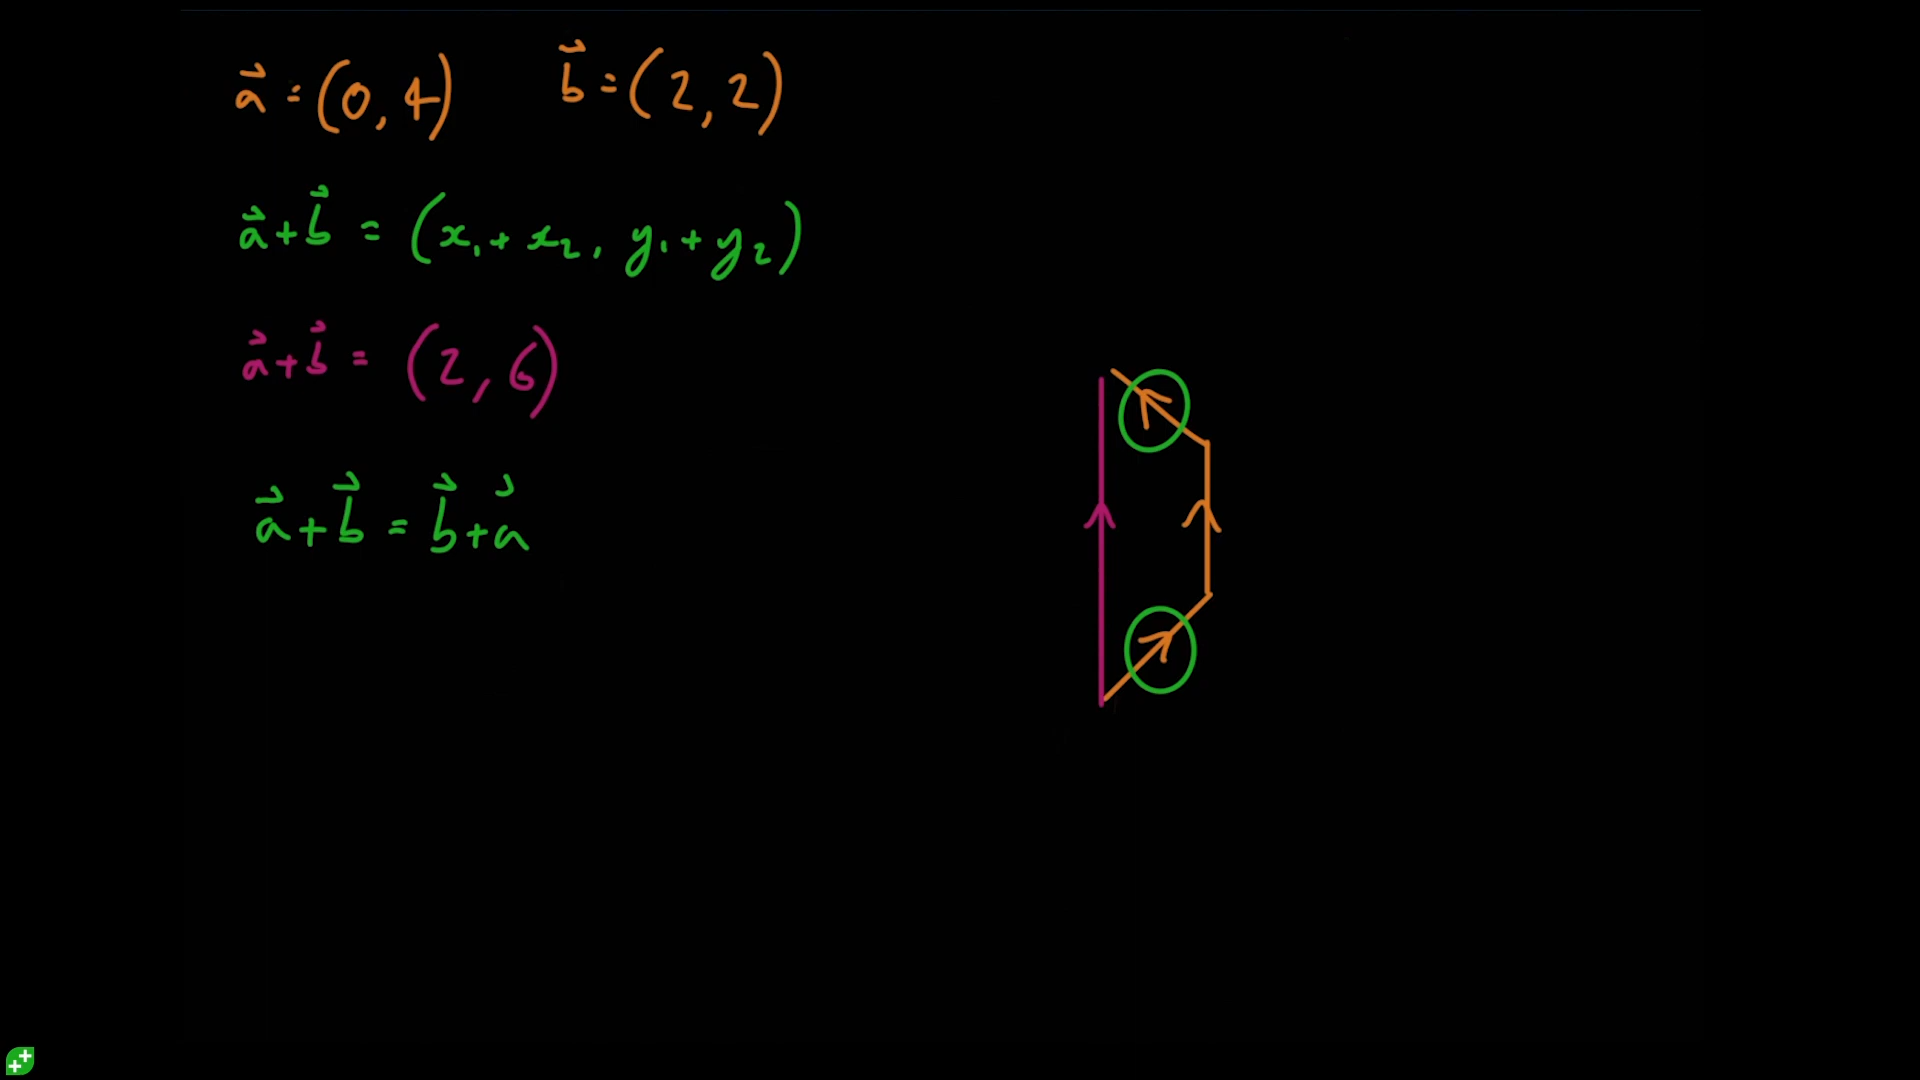 a⃗ = (0, 4)   b⃗ = (2, 2)
a⃗ + b⃗ = (x₁ + x₂, y₁ + y₂)
a⃗ + b⃗ = (2, 6)
a⃗ + b⃗ = b⃗ + a⃗